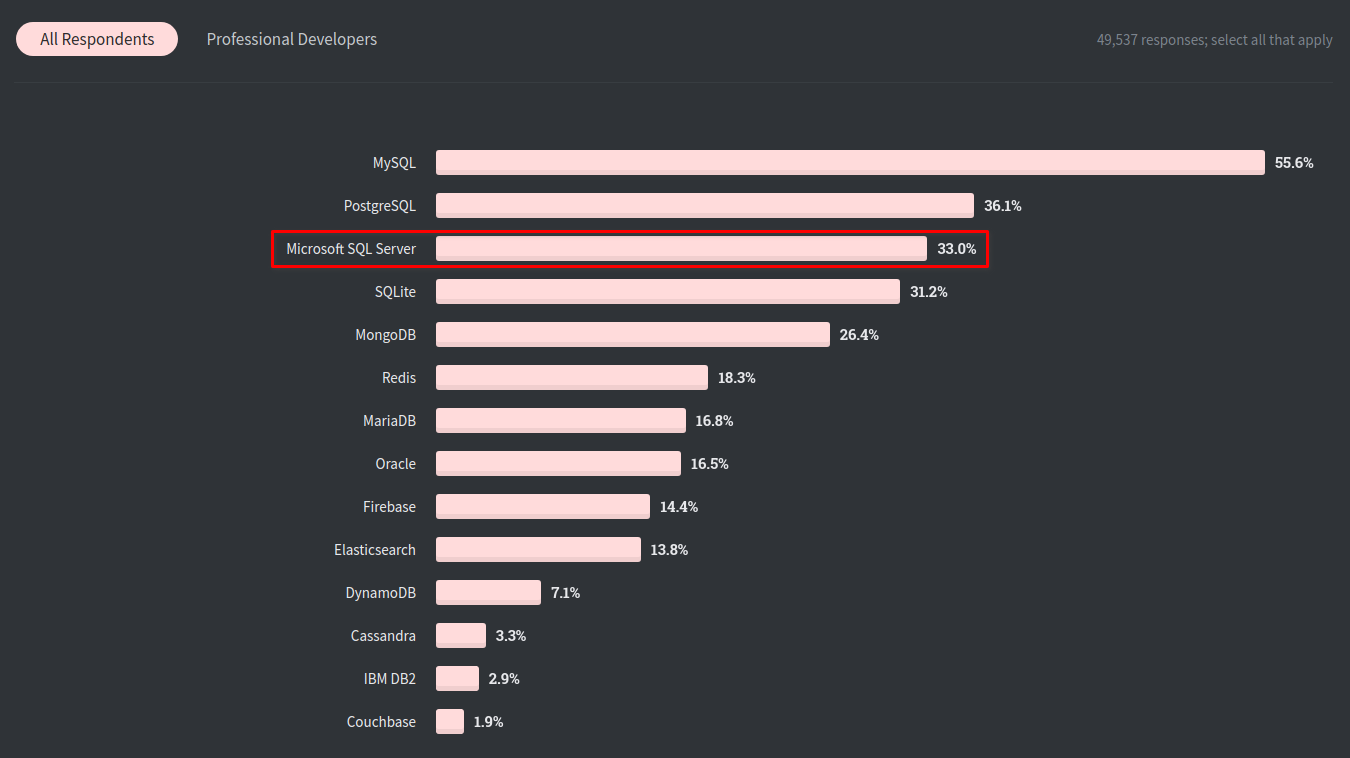 All Respondents Professional Developers 49,537 responses; select all that apply
MySQL 55.6%
PostgreSQL 36.1%
Microsoft SQL Server 33.0%
SQLite 31.2%
MongoDB 26.4%
Redis 18.3%
MariaDB 16.8%
Oracle 16.5%
Firebase 14.4%
Elasticsearch 13.8%
DynamoDB 7.1%
Cassandra 3.3%
IBM DB2 2.9%
Couchbase 1.9%